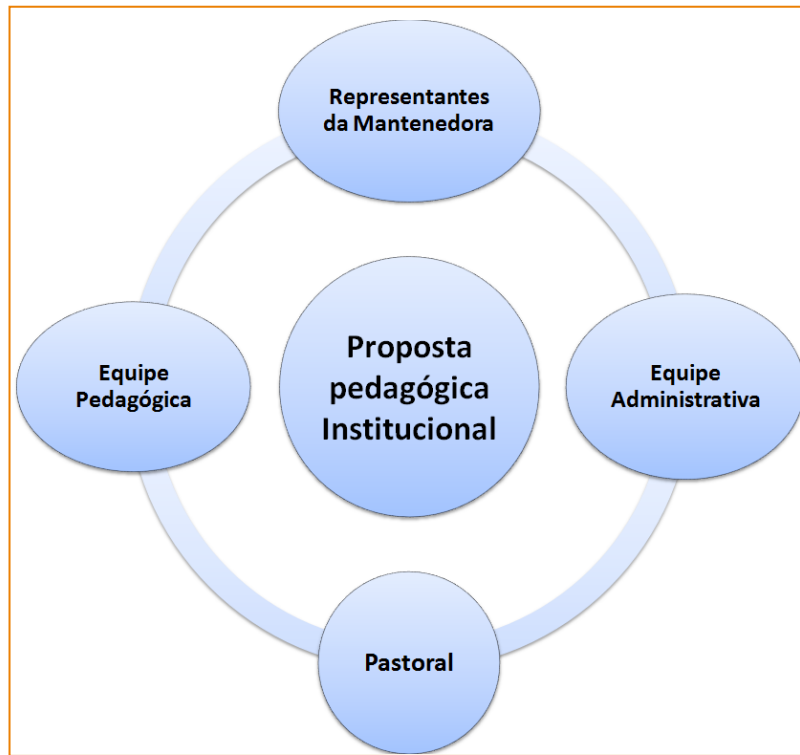 Representantes
da Mantenedora
Equipe
Pedagógica
Proposta
pedagógica
Institucional
Equipe
Administrativa
Pastoral